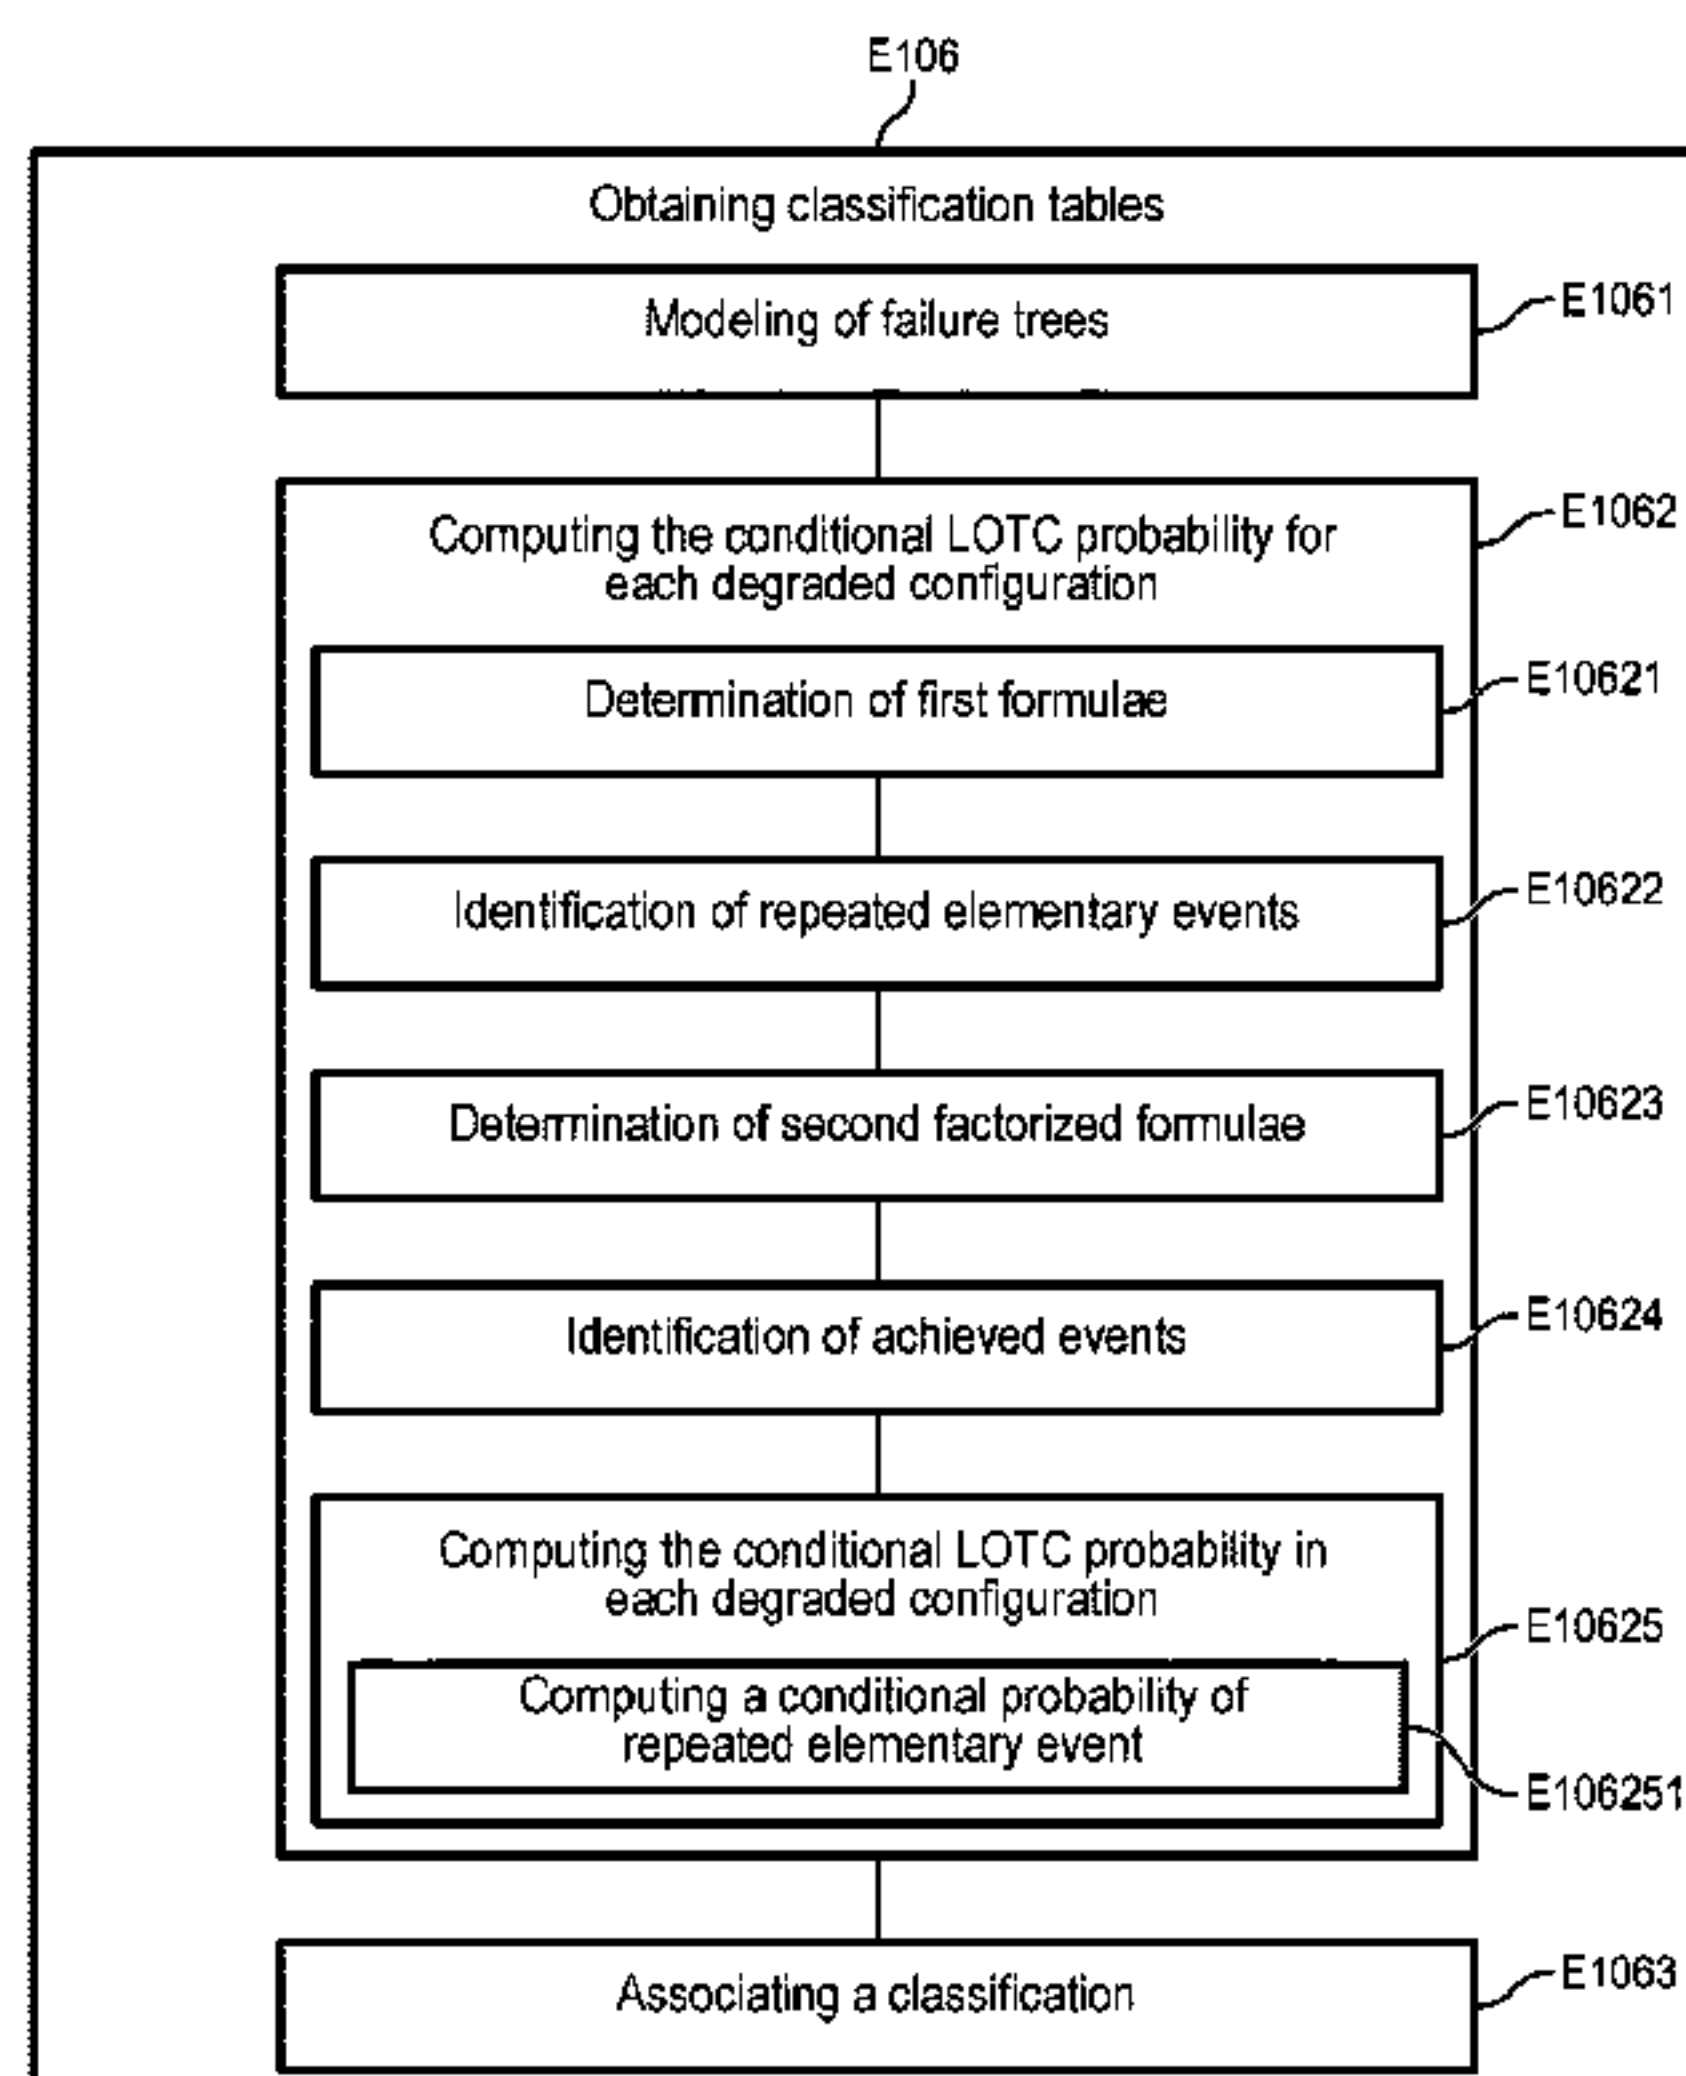 E106
Obtaining classification tables
Modeling of failure trees
E1061
Computing the conditional LOTC probability for
each degraded configuration
E1062
Determination of first formulae
E10621
Identification of repeated elementary events
E10622
Determination of second factorized formulae
E10623
Identification of achieved events
E10624
Computing the conditional LOTC probability in
each degraded configuration
E10625
Computing a conditional probability of
repeated elementary event
E106251
Associating a classification
E1063